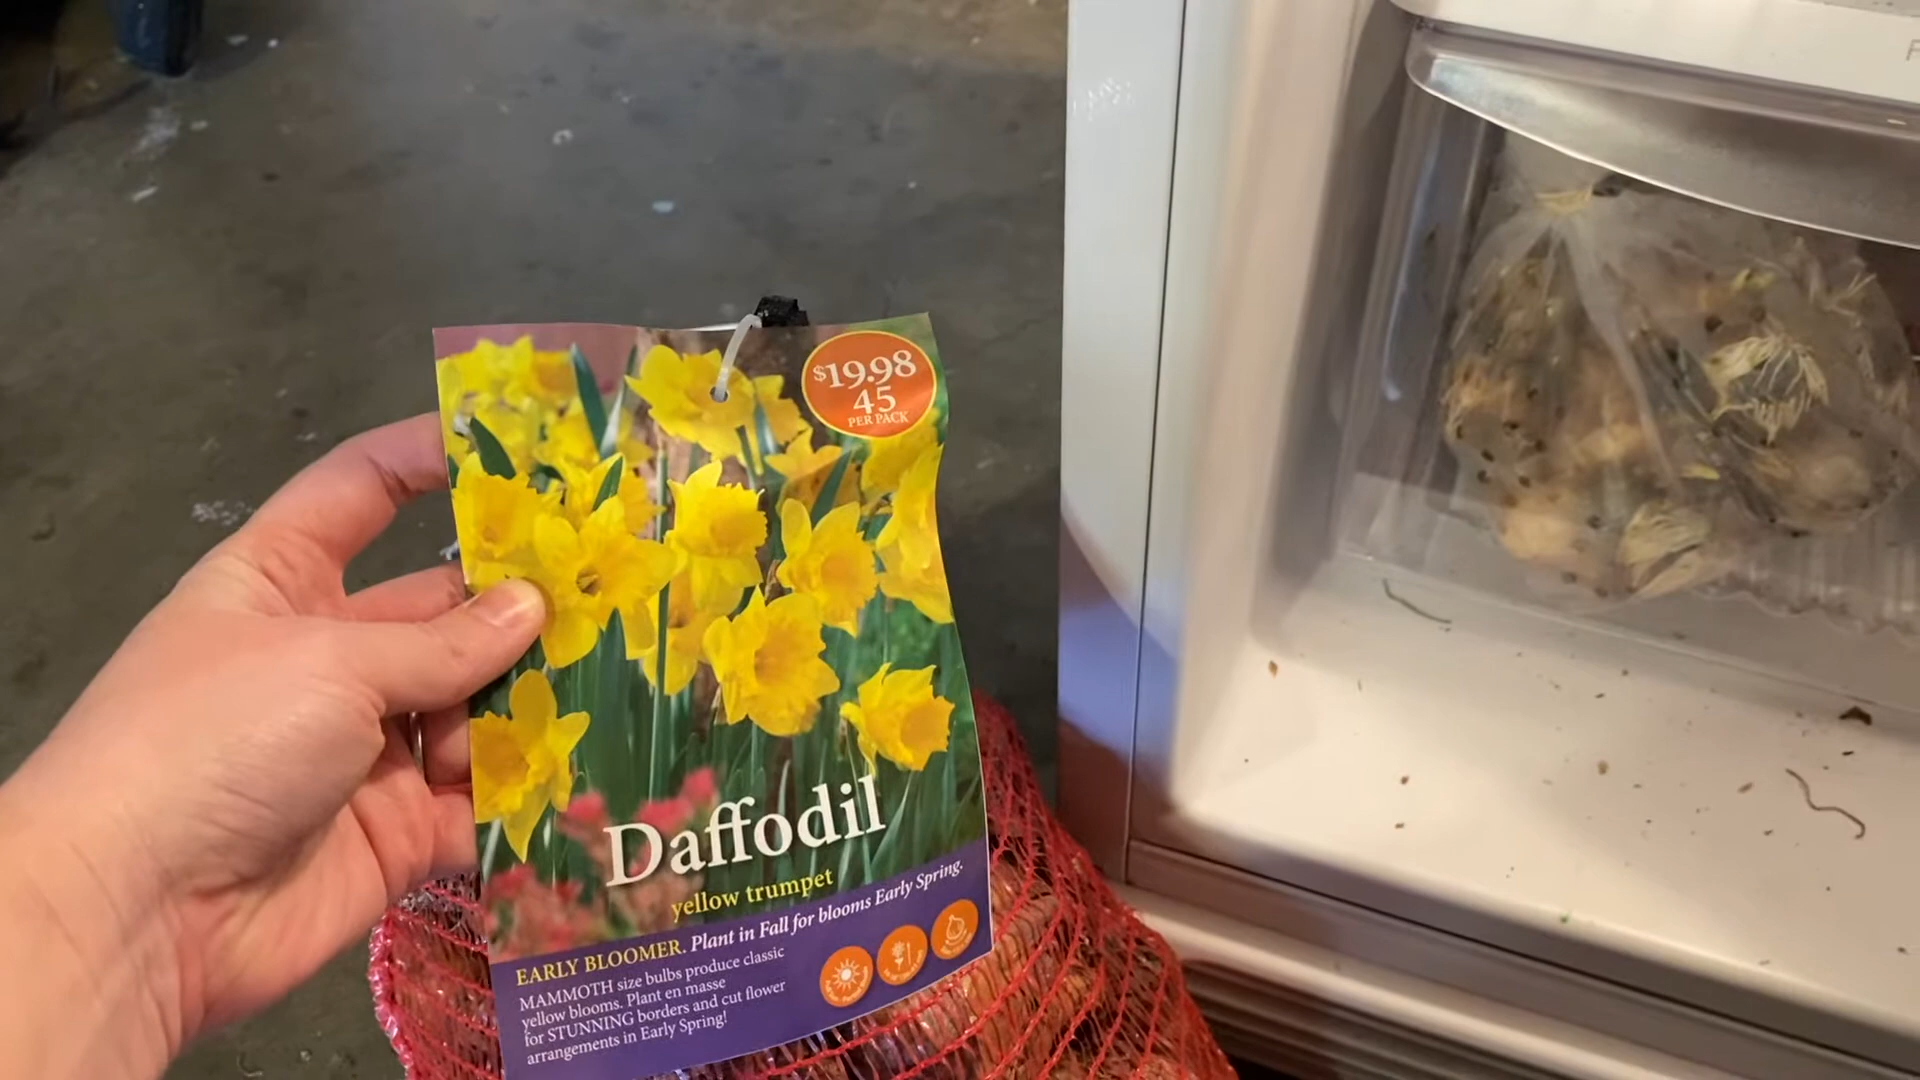 $19.98
45
PER PACK
Daffodil
yellow trumpet
EARLY BLOOMER. Plant in Fall for blooms Early Spring.
MAMMOTH size bulbs produce classic
yellow blooms. Plant en masse
for STUNNING borders and cut flower
arrangements in Early Spring!